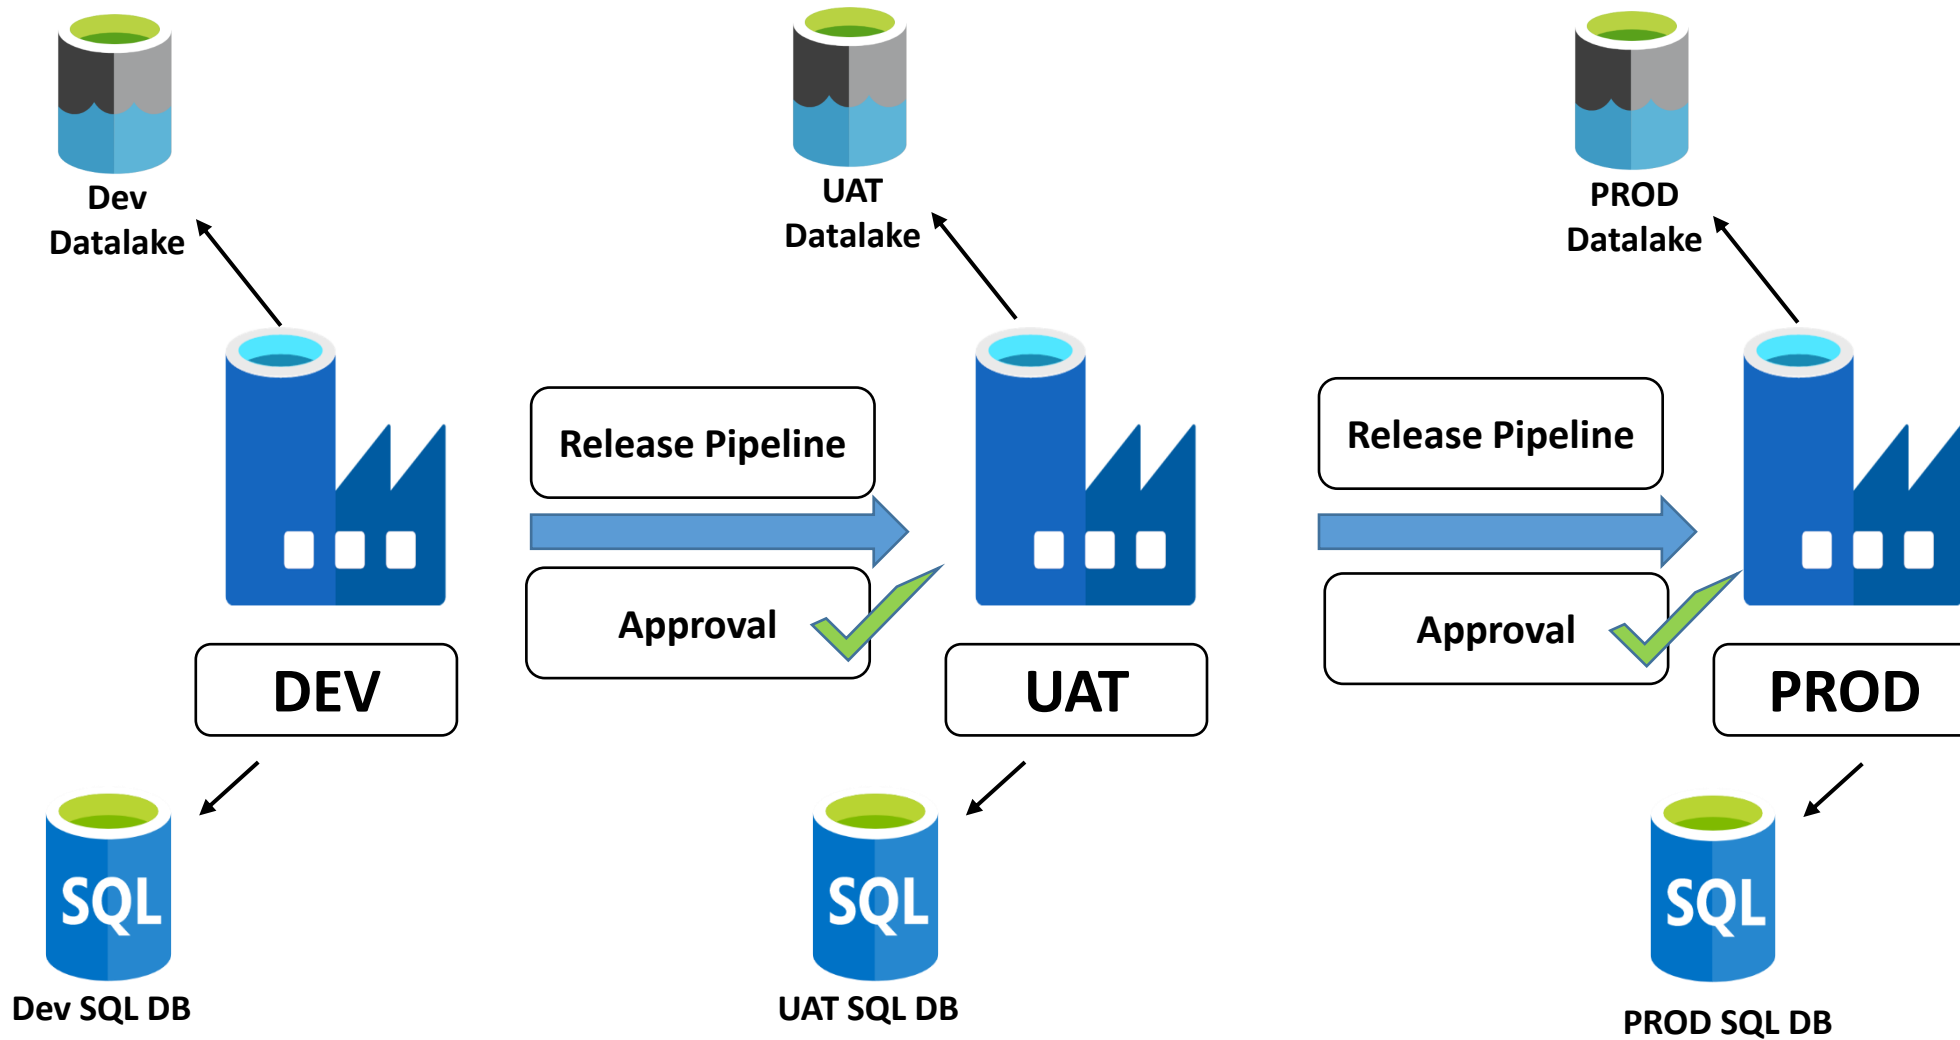 Dev
Datalake
UAT
Datalake
PROD
Datalake
Release Pipeline
Release Pipeline
Approval
Approval
DEV
UAT
PROD
SQL
SQL
SQL
Dev SQL DB
UAT SQL DB
PROD SQL DB